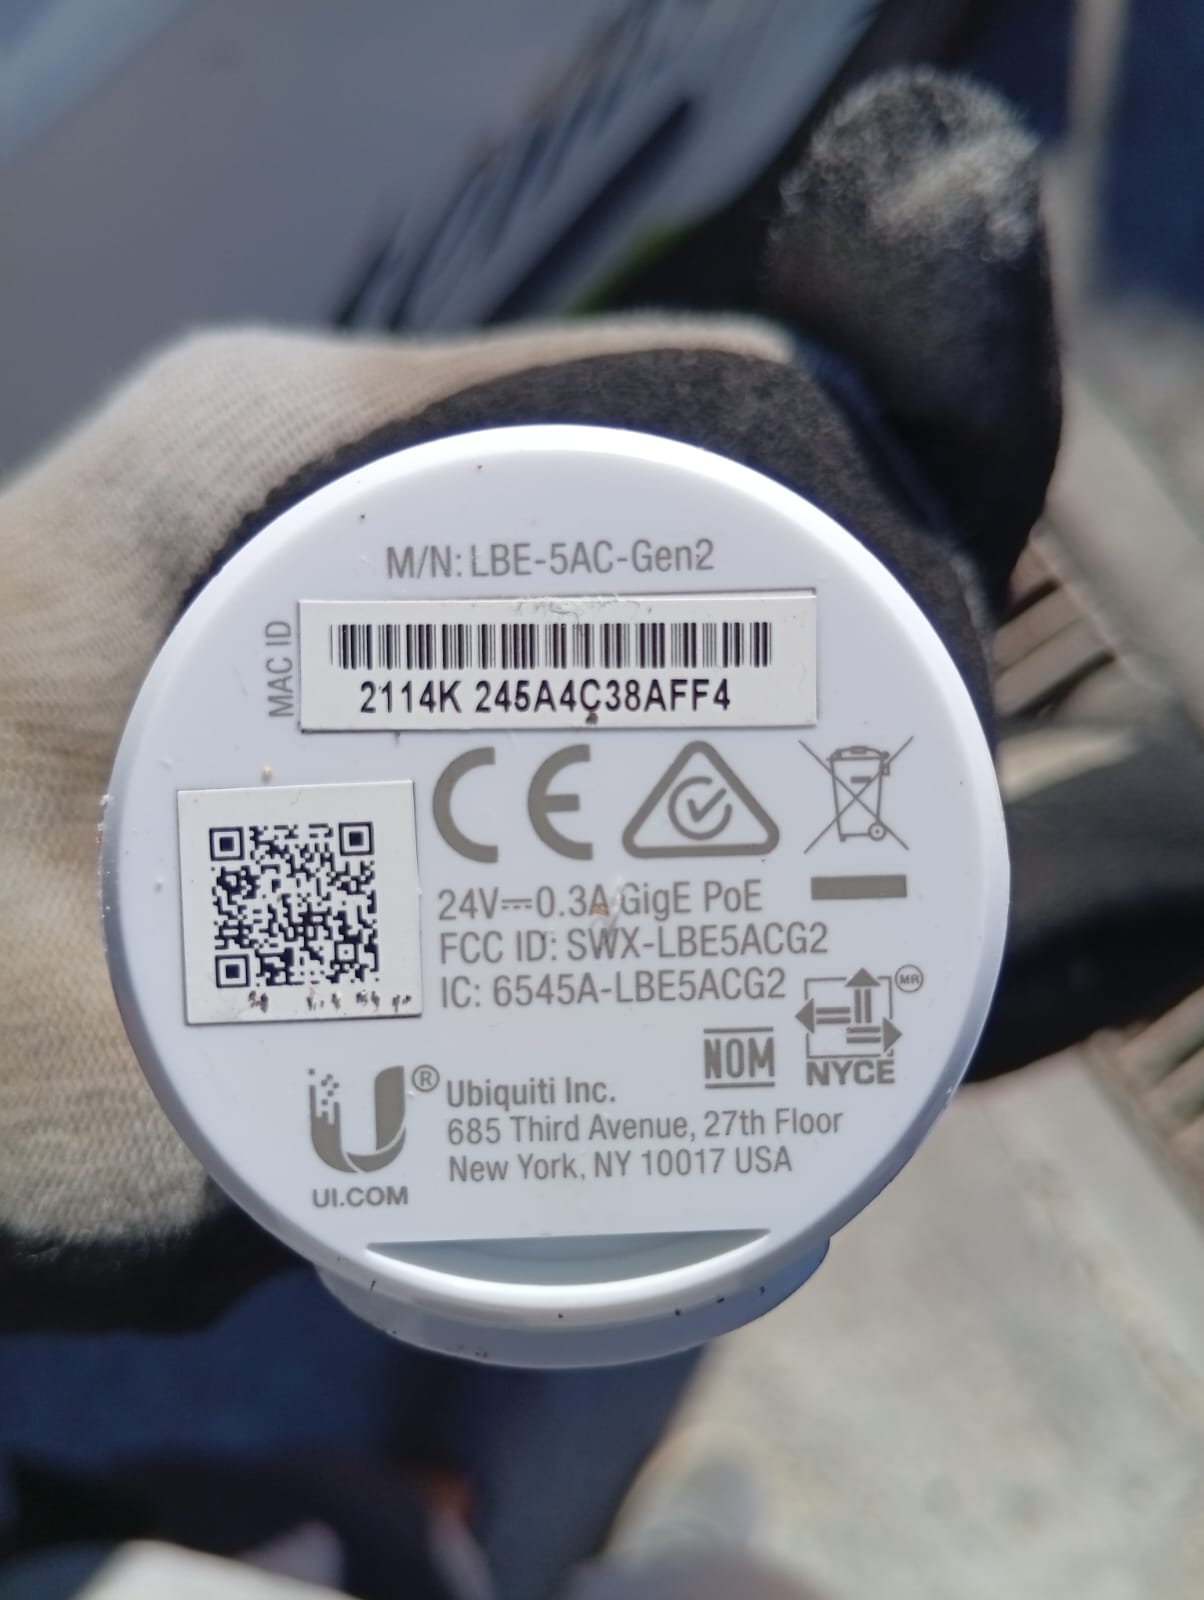 M/N: LBE-5AC-Gen2
MAC ID
2114K 245A4C38AFF4
CE
24V⎓0.3A GigE PoE
FCC ID: SWX-LBE5ACG2
IC: 6545A-LBE5ACG2
MR
NOM
NYCE
U®
UI.COM
Ubiquiti Inc.
685 Third Avenue, 27th Floor
New York, NY 10017 USA